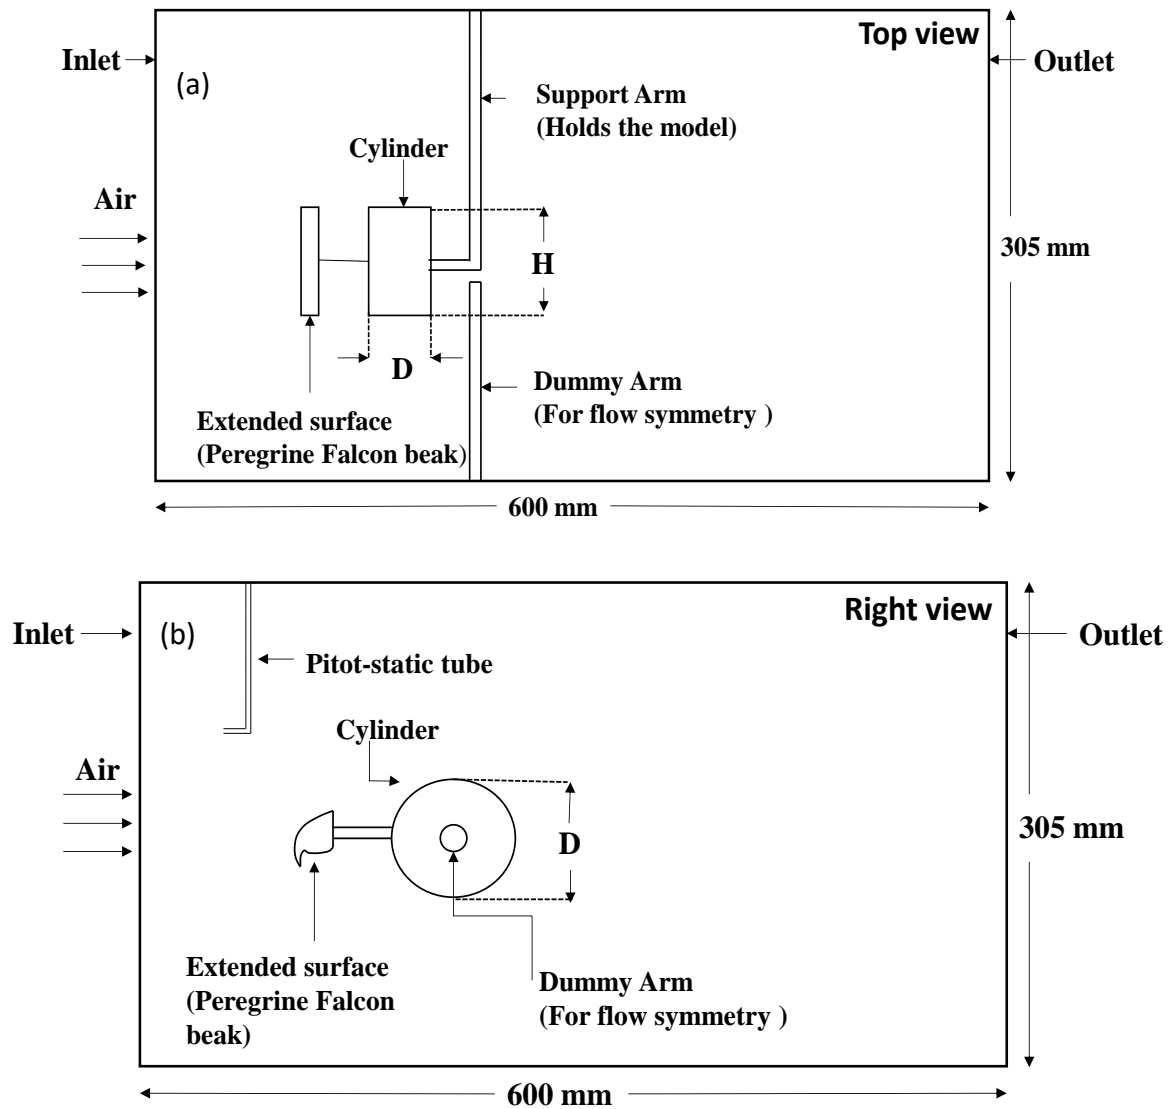 Top view
Inlet
Outlet
(a)
Support Arm
(Holds the model)
Cylinder
Air
305 mm
H
D
Dummy Arm
(For flow symmetry )
Extended surface
(Peregrine Falcon beak)
600 mm
Right view
Inlet
(b)
Outlet
Pitot-static tube
Cylinder
Air
305 mm
D
Extended surface
(Peregrine Falcon
beak)
Dummy Arm
(For flow symmetry )
600 mm